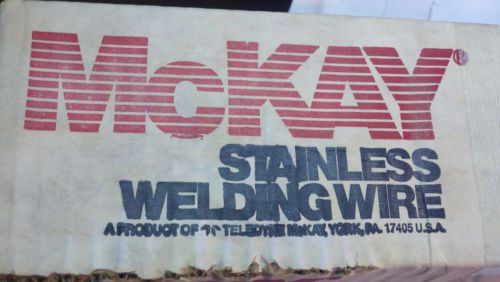 McKAY®
STAINLESS
WELDING WIRE
A PRODUCT OF TELEDYNE McKAY, YORK, PA. 17405 U.S.A.